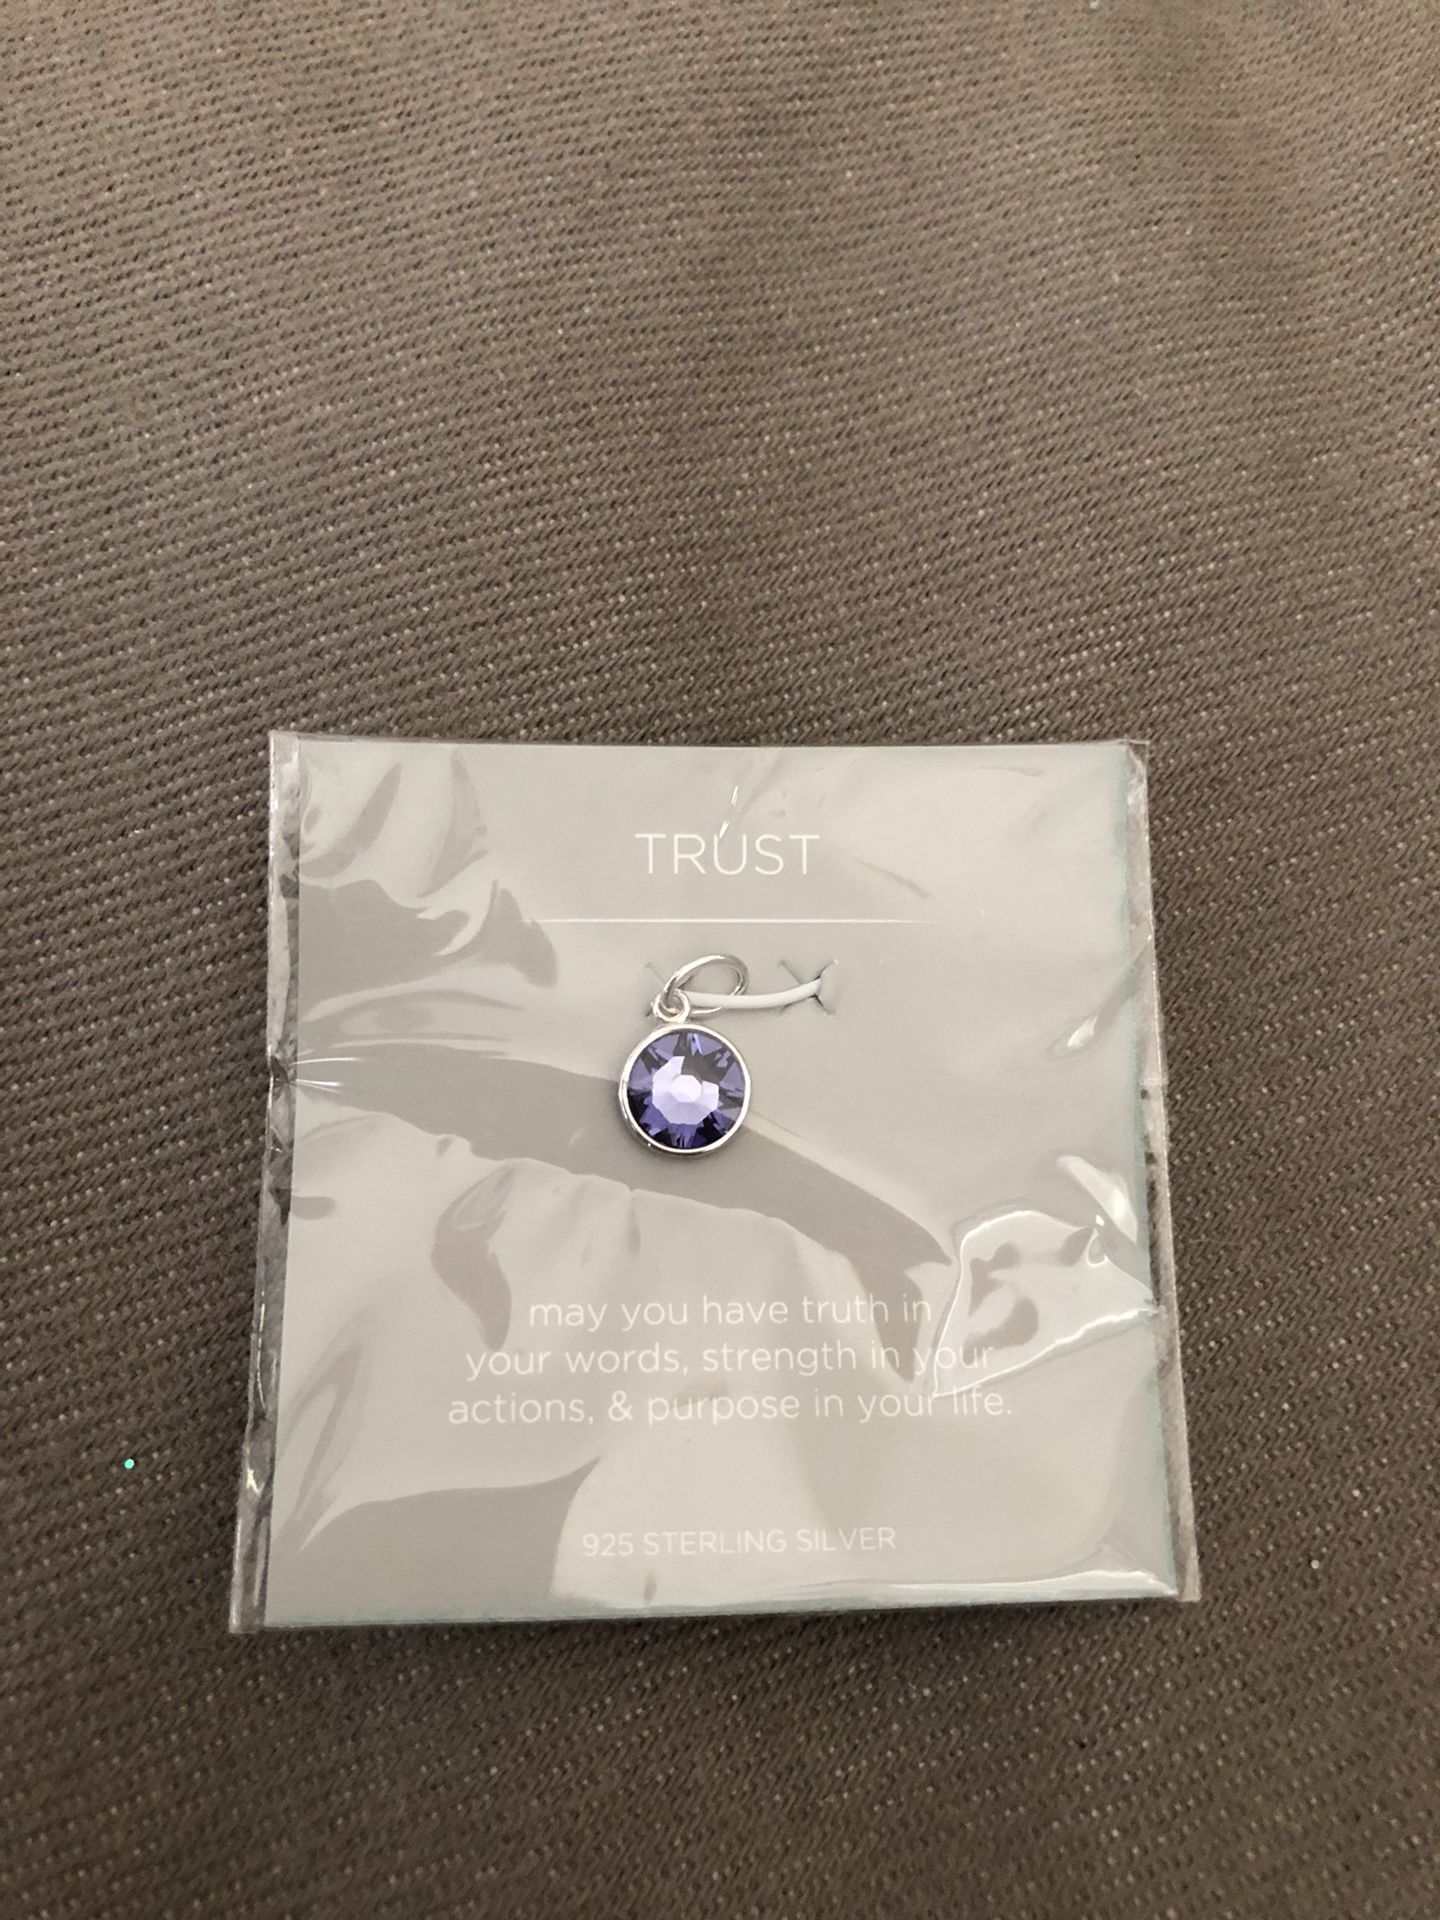 TRUST
may you have truth in
your words, strength in your
actions, & purpose in your life.
925 STERLING SILVER